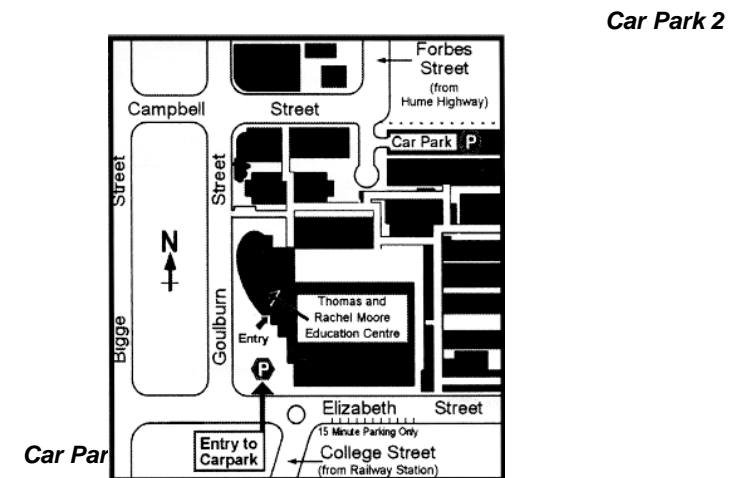 Car Park 2
Forbes
Street
(from
Hume Highway)
Campbell Street
Car Park P
Street
Street
N
Thomas and
Rachel Moore
Education Centre
Entry
Bigge
Goulburn
P
Elizabeth Street
15 Minute Parking Only
Entry to
Carpark
College Street
(from Railway Station)
Car Par